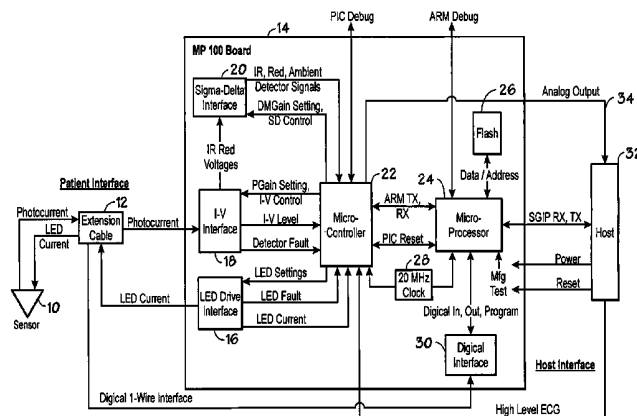 PIC Debug
ARM Debug
14
MP 100 Board
20
Sigma-Delta
Interface
IR, Red, Ambient
Detector Signals
DMGain Setting,
SD Control
26
Flash
Analog Output
34
32
IR Red
Voltages
Data / Address
22
24
Patient Interface
12
Photocurrent
Extension
Cable
LED
Current
Photocurrent
I-V
Interface
18
PGain Setting,
I-V Control
I-V Level
Detector Fault
Micro-
Controller
ARM TX,
RX
PIC Reset
Micro-
Processor
SGIP RX, TX
Host
Power
Reset
Mfg
Test
28
20 MHz
Clock
10
Sensor
LED Current
LED Drive
Interface
16
LED Settings
LED Fault
LED Current
Digical In, Out, Program
30
Digical
Interface
Host Interface
Digical 1-Wire Interface
High Level ECG